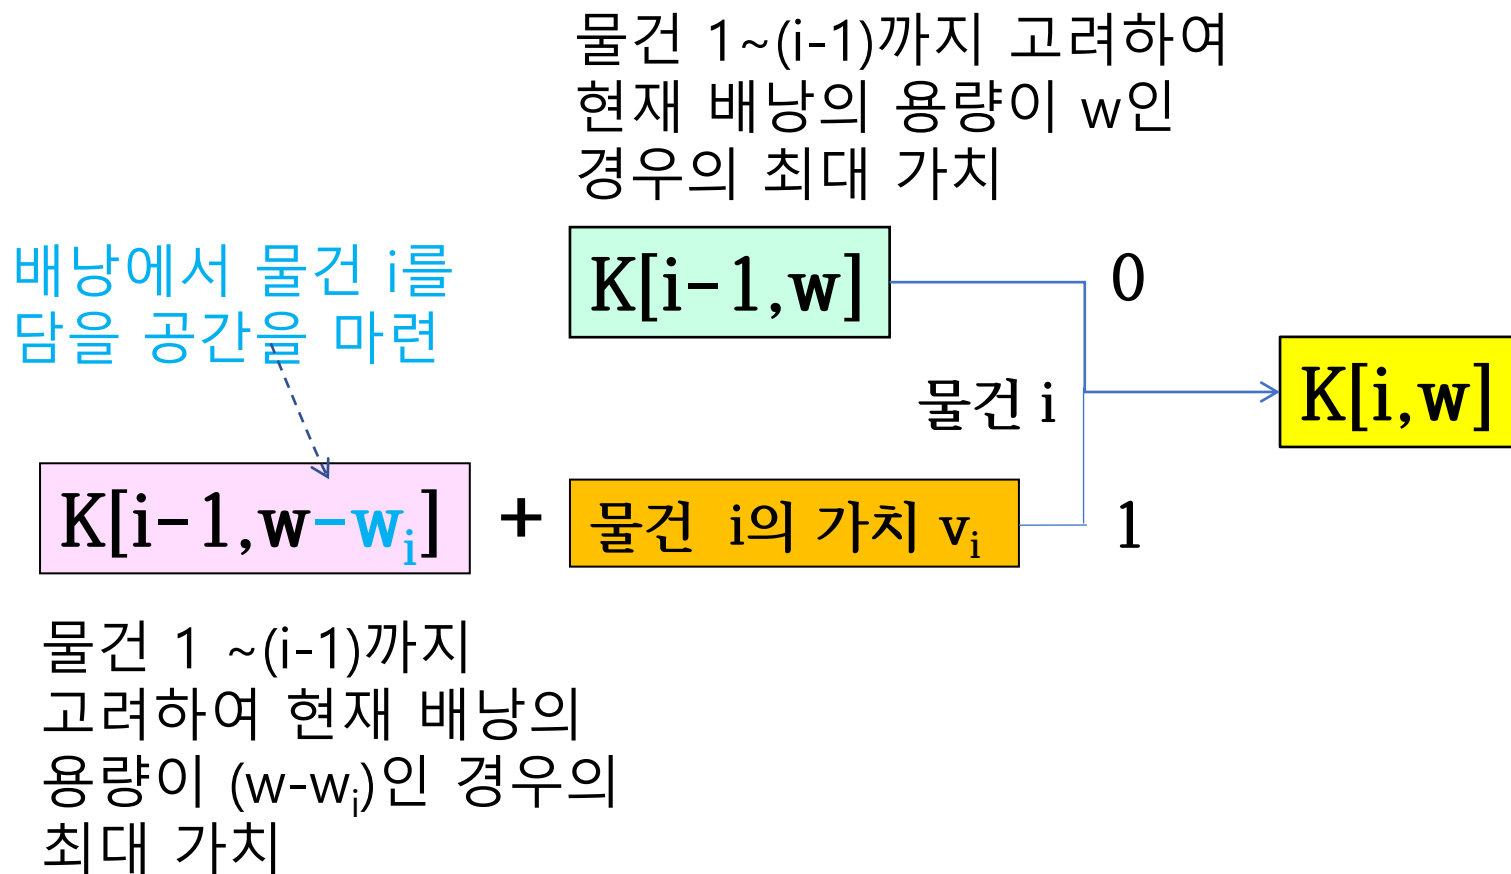 물건 1~(i-1)까지 고려하여
현재 배낭의 용량이 w인
경우의 최대 가치
배낭에서 물건 i를
담을 공간을 마련
K[i-1,w]
0
물건 i
K[i,w]
K[i-1,w-wᵢ] + 물건 i의 가치 vᵢ
1
물건 1 ~(i-1)까지
고려하여 현재 배낭의
용량이 (w-wᵢ)인 경우의
최대 가치